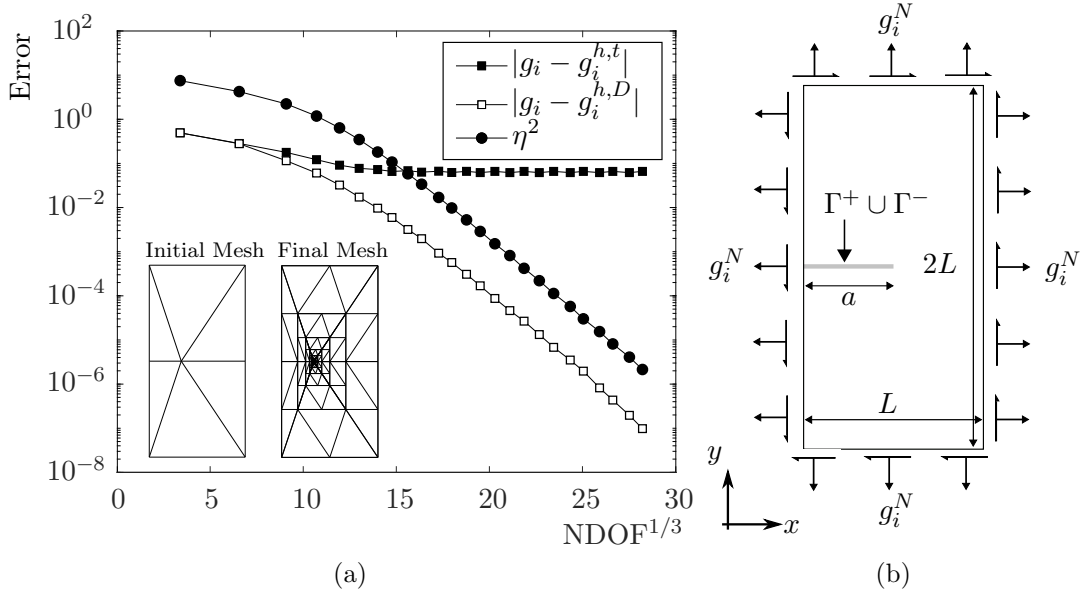 10^2
10^0
10^{-2}
10^{-4}
10^{-6}
10^{-8}
Error
|g_i − g_i^{h,t}|
|g_i − g_i^{h,D}|
η^2
Initial Mesh
Final Mesh
0 5 10 15 20 25 30
NDOF^{1/3}
(a)
g_i^N
Γ^+ ∪ Γ^−
g_i^N
2L
g_i^N
a
L
y
x
g_i^N
(b)